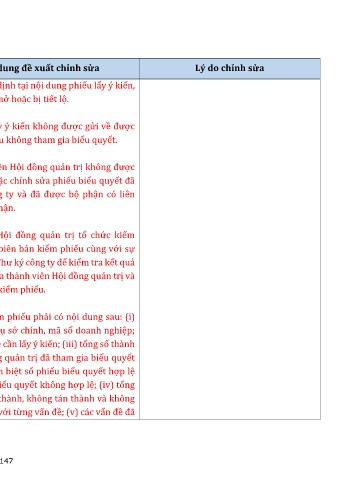 dung đề xuất chỉnh sửa
Lý do chỉnh sửa
định tại nội dung phiếu lấy ý kiến,
mở hoặc bị tiết lộ.
y ý kiến không được gửi về được
u không tham gia biểu quyết.
ên Hội đồng quản trị không được
ặc chỉnh sửa phiếu biểu quyết đã
g ty và đã được bộ phận có liên
nhận.
Hội đồng quản trị tổ chức kiểm
biên bản kiểm phiếu cùng với sự
Thư ký công ty để kiểm tra kết quả
a thành viên Hội đồng quản trị và
kiểm phiếu.
m phiếu phải có nội dung sau: (i)
ụ sở chính, mã số doanh nghiệp;
cần lấy ý kiến; (iii) tổng số thành
g quản trị đã tham gia biểu quyết
n biệt số phiếu biểu quyết hợp lệ
iểu quyết không hợp lệ; (iv) tổng
thành, không tán thành và không
với từng vấn đề; (v) các vấn đề đã
147